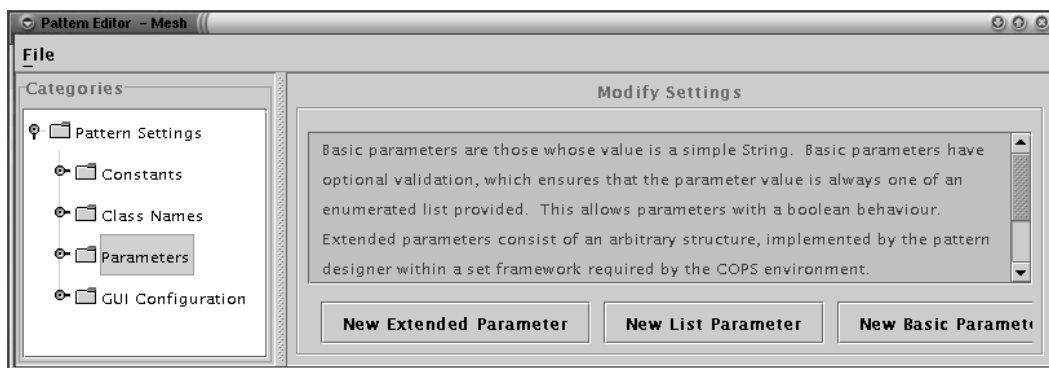 Pattern Editor - Mesh
File
Categories
Pattern Settings
Constants
Class Names
Parameters
GUI Configuration
Modify Settings
Basic parameters are those whose value is a simple String. Basic parameters have
optional validation, which ensures that the parameter value is always one of an
enumerated list provided. This allows parameters with a boolean behaviour.
Extended parameters consist of an arbitrary structure, implemented by the pattern
designer within a set framework required by the COPS environment.
New Extended Parameter
New List Parameter
New Basic Paramet